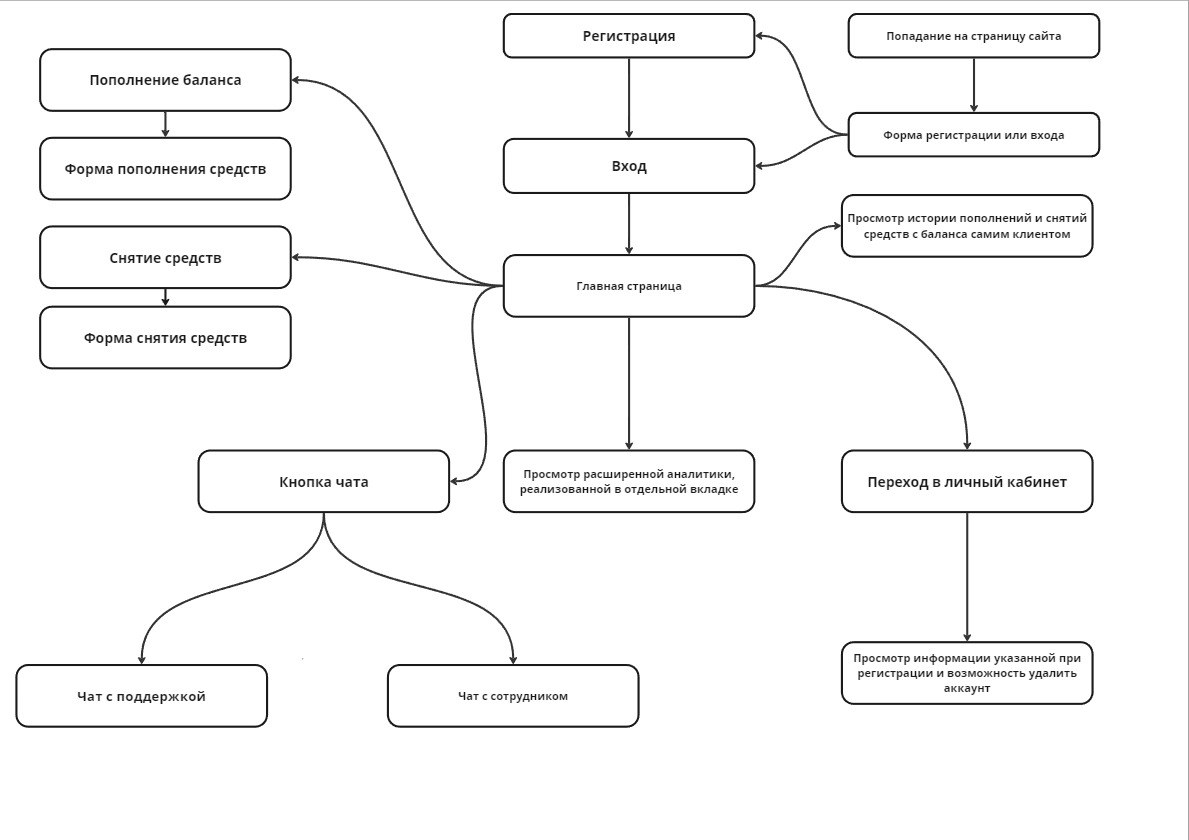 Регистрация
Попадание на страницу сайта
Пополнение баланса
Форма регистрации или входа
Вход
Форма пополнения средств
Просмотр истории пополнений и снятий
средств с баланса самим клиентом
Снятие средств
Главная страница
Форма снятия средств
Кнопка чата
Просмотр расширенной аналитики,
реализованной в отдельной вкладке
Переход в личный кабинет
Просмотр информации указанной при
регистрации и возможность удалить
аккаунт
Чат с поддержкой
Чат с сотрудником